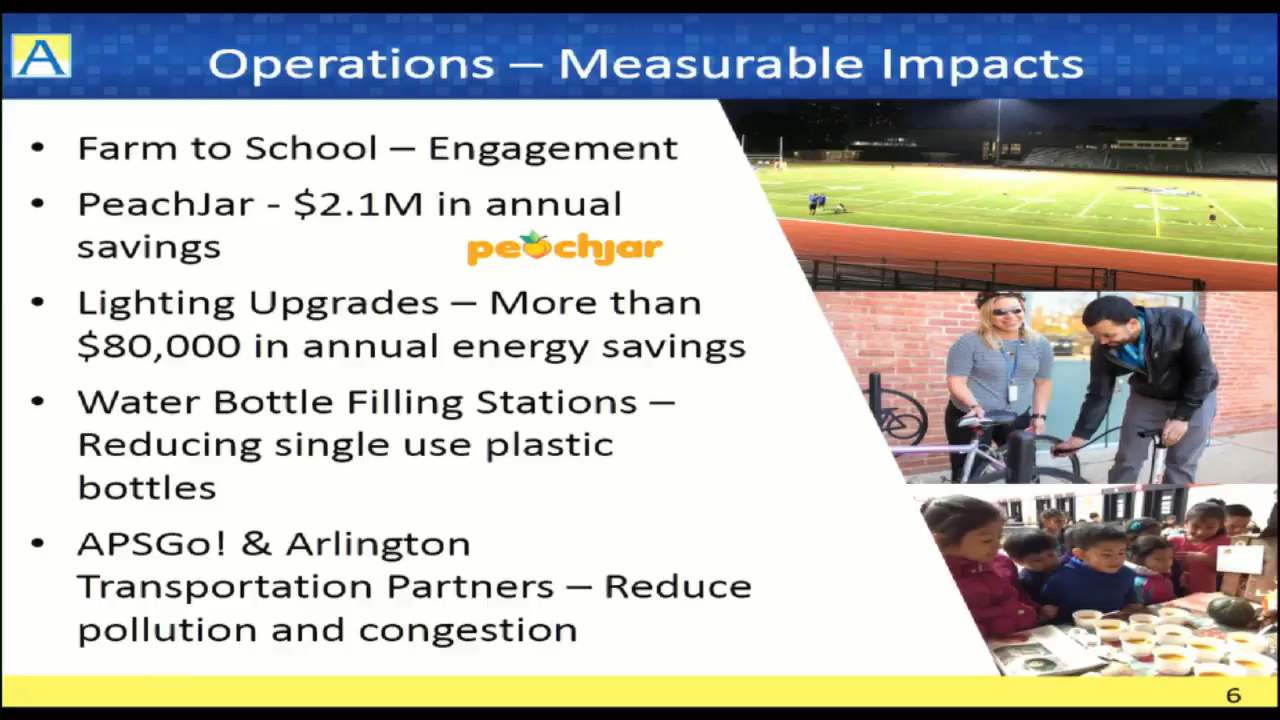 A
Operations – Measurable Impacts
• Farm to School – Engagement
• PeachJar - $2.1M in annual
savings
peachjar
• Lighting Upgrades – More than
$80,000 in annual energy savings
• Water Bottle Filling Stations –
Reducing single use plastic
bottles
• APSGo! & Arlington
Transportation Partners – Reduce
pollution and congestion
6